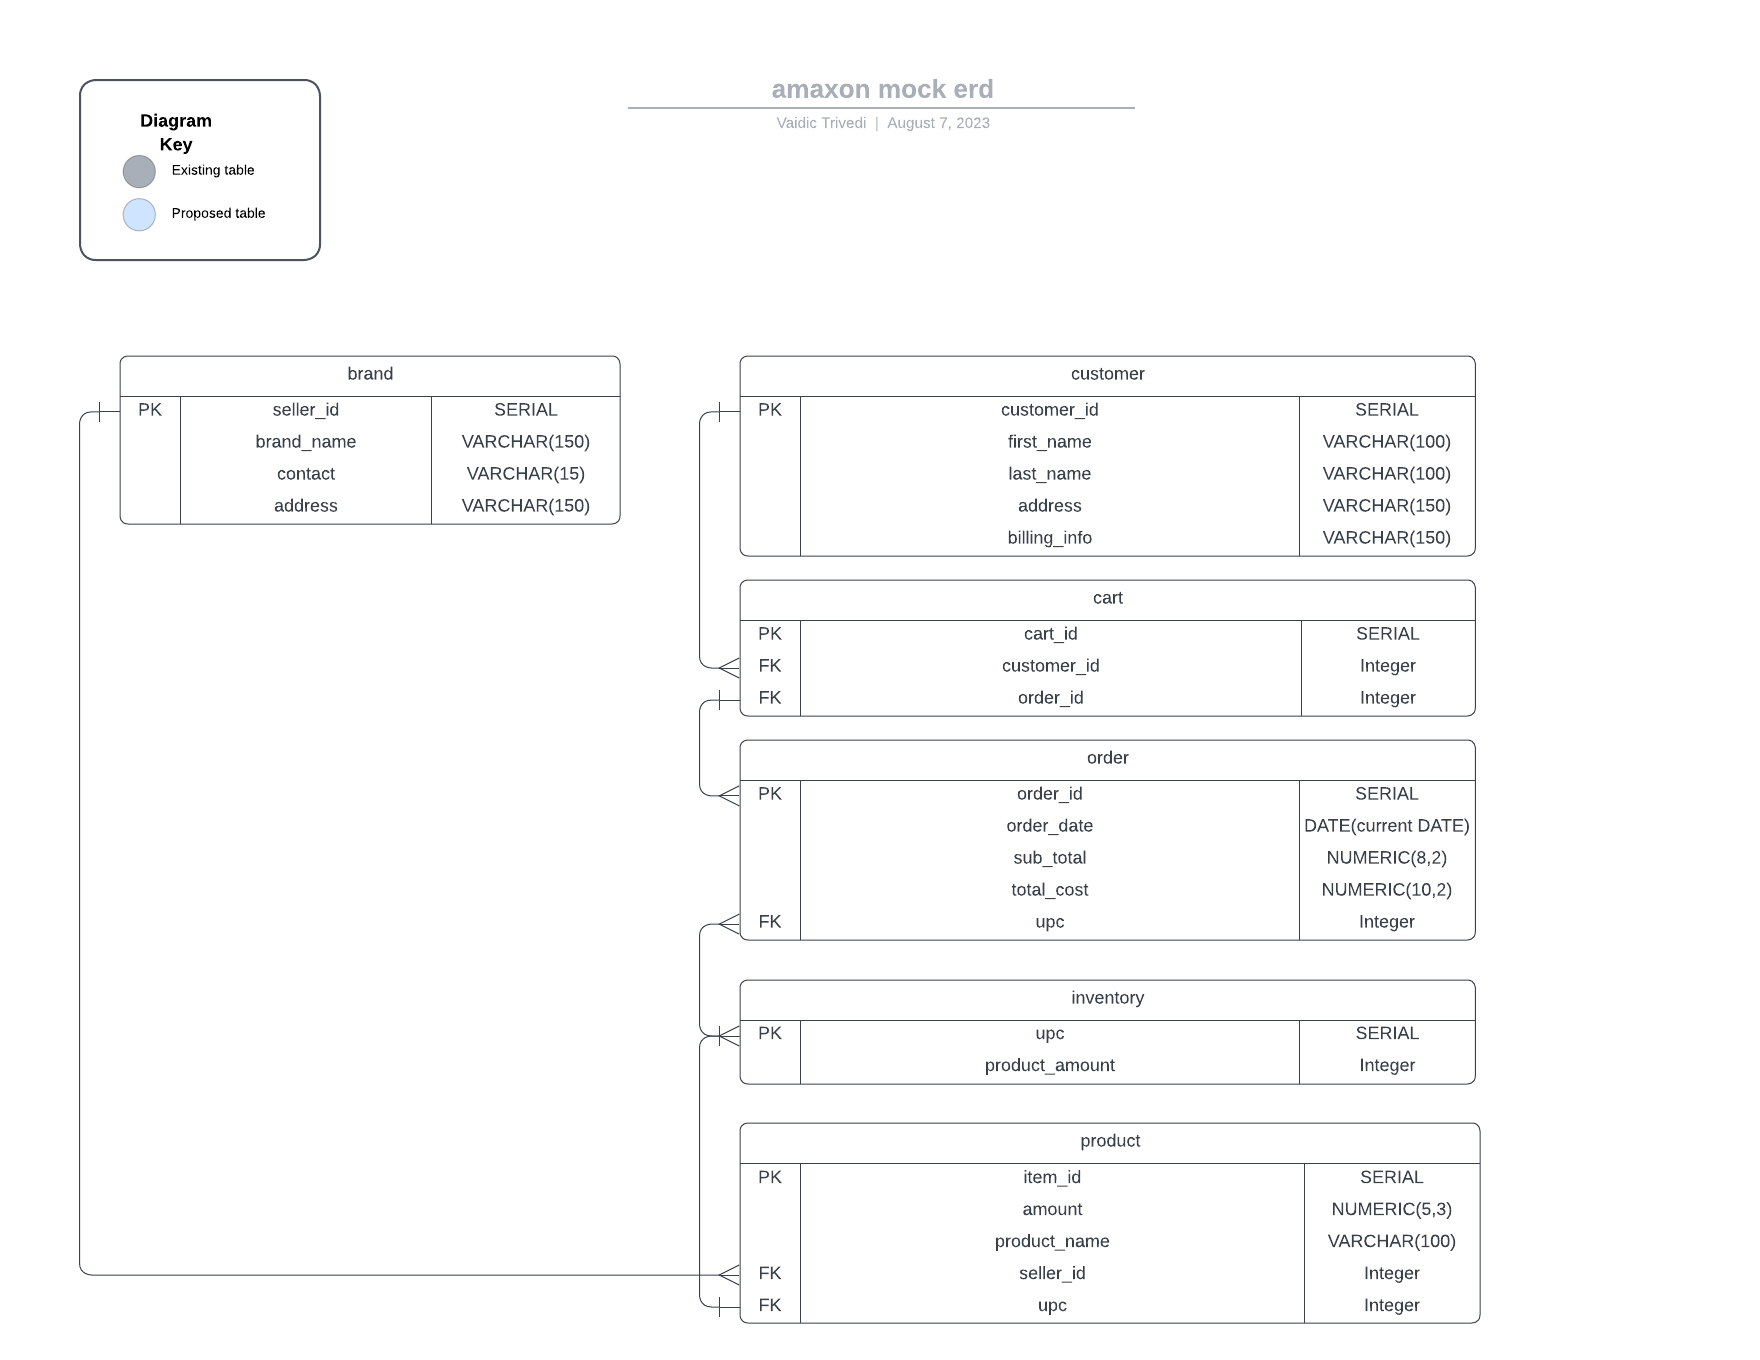 amaxon mock erd
Vaidic Trivedi | August 7, 2023
Diagram
Key
Existing table
Proposed table
brand
PK seller_id SERIAL
brand_name VARCHAR(150)
contact VARCHAR(15)
address VARCHAR(150)
customer
PK customer_id SERIAL
first_name VARCHAR(100)
last_name VARCHAR(100)
address VARCHAR(150)
billing_info VARCHAR(150)
cart
PK cart_id SERIAL
FK customer_id Integer
FK order_id Integer
order
PK order_id SERIAL
order_date DATE(current DATE)
sub_total NUMERIC(8,2)
total_cost NUMERIC(10,2)
FK upc Integer
inventory
PK upc SERIAL
product_amount Integer
product
PK item_id SERIAL
amount NUMERIC(5,3)
product_name VARCHAR(100)
FK seller_id Integer
FK upc Integer